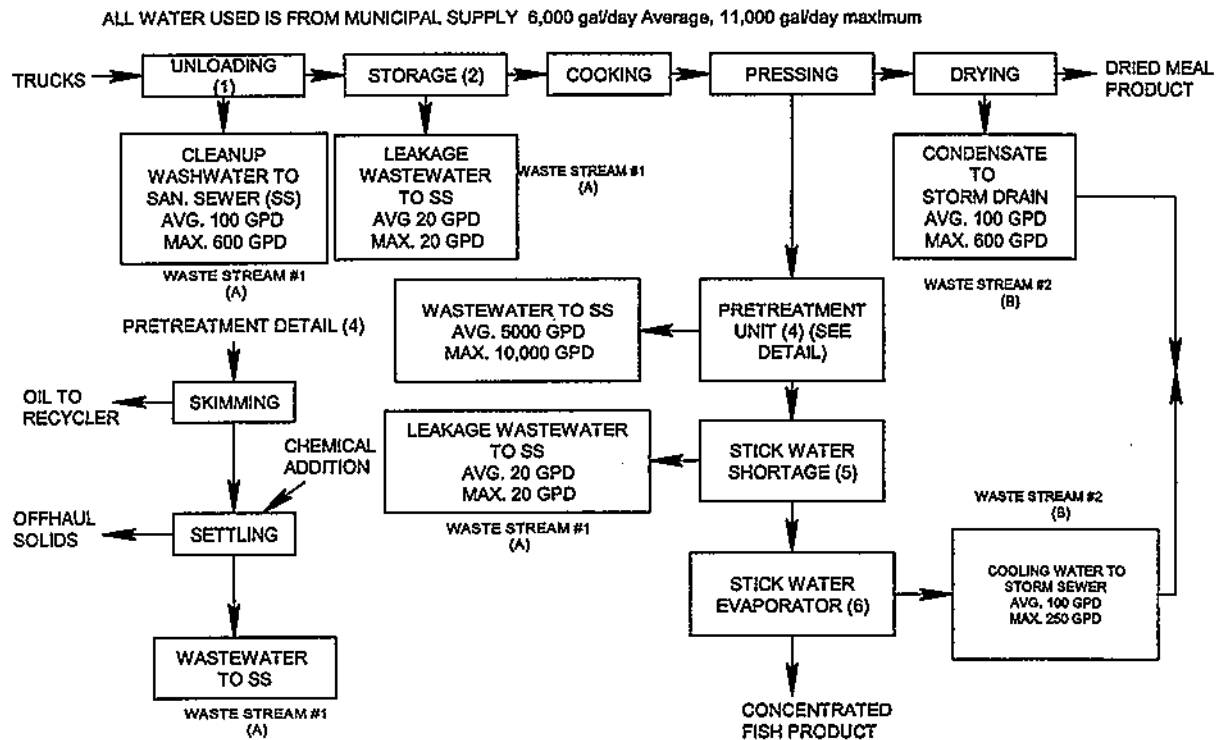 ALL WATER USED IS FROM MUNICIPAL SUPPLY 6,000 gal/day Average, 11,000 gal/day maximum
TRUCKS
UNLOADING
(1)
STORAGE (2)
COOKING
PRESSING
DRYING
DRIED MEAL
PRODUCT
CLEANUP
WASHWATER TO
SAN. SEWER (SS)
AVG. 100 GPD
MAX. 600 GPD
WASTE STREAM #1
(A)
LEAKAGE
WASTEWATER
TO SS
AVG 20 GPD
MAX. 20 GPD
WASTE STREAM #1
(A)
CONDENSATE
TO
STORM DRAIN
AVG. 100 GPD
MAX. 600 GPD
WASTE STREAM #2
(B)
WASTEWATER TO SS
AVG. 5000 GPD
MAX. 10,000 GPD
PRETREATMENT
UNIT (4) (SEE
DETAIL)
PRETREATMENT DETAIL (4)
OIL TO
RECYCLER
SKIMMING
CHEMICAL
ADDITION
OFFHAUL
SOLIDS
SETTLING
WASTEWATER
TO SS
WASTE STREAM #1
(A)
LEAKAGE WASTEWATER
TO SS
AVG. 20 GPD
MAX. 20 GPD
WASTE STREAM #1
(A)
STICK WATER
SHORTAGE (5)
STICK WATER
EVAPORATOR (6)
WASTE STREAM #2
(B)
COOLING WATER TO
STORM SEWER
AVG. 100 GPD
MAX. 250 GPD
CONCENTRATED
FISH PRODUCT